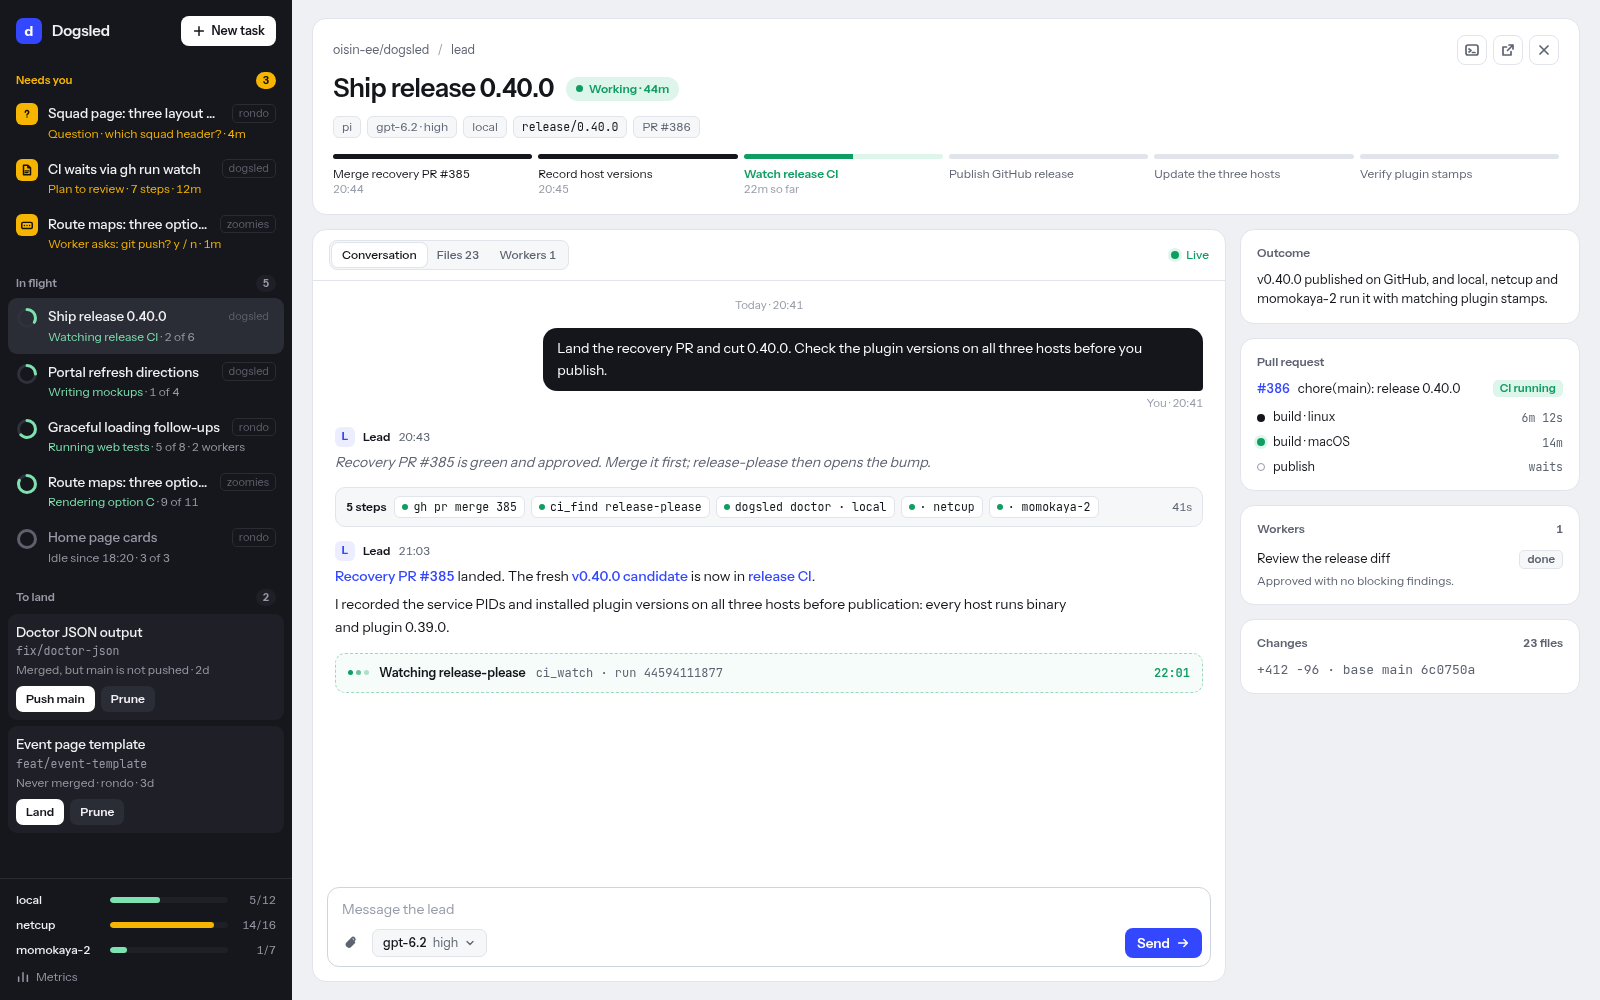 d Dogsled
+ New task
Needs you 3
? Squad page: three layout ... rondo
Question · which squad header? · 4m
CI waits via gh run watch dogsled
Plan to review · 7 steps · 12m
Route maps: three optio... zoomies
Worker asks: git push? y / n · 1m
In flight 5
Ship release 0.40.0 dogsled
Watching release CI · 2 of 6
Portal refresh directions dogsled
Writing mockups · 1 of 4
Graceful loading follow-ups rondo
Running web tests · 5 of 8 · 2 workers
Route maps: three optio... zoomies
Rendering option C · 9 of 11
Home page cards rondo
Idle since 18:20 · 3 of 3
To land 2
Doctor JSON output
fix/doctor-json
Merged, but main is not pushed · 2d
Push main Prune
Event page template
feat/event-template
Never merged · rondo · 3d
Land Prune
local 5/12
netcup 14/16
momokaya-2 1/7
Metrics
oisin-ee/dogsled / lead
Ship release 0.40.0 Working · 44m
pi gpt-6.2 · high local release/0.40.0 PR #386
Merge recovery PR #385
20:44
Record host versions
20:45
Watch release CI
22m so far
Publish GitHub release
Update the three hosts
Verify plugin stamps
Conversation Files 23 Workers 1
Live
Today · 20:41
Land the recovery PR and cut 0.40.0. Check the plugin versions on all three hosts before you
publish.
You · 20:41
L Lead 20:43
Recovery PR #385 is green and approved. Merge it first; release-please then opens the bump.
5 steps gh pr merge 385 ci_find release-please dogsled doctor · local · netcup · momokaya-2 41s
L Lead 21:03
Recovery PR #385 landed. The fresh v0.40.0 candidate is now in release CI.
I recorded the service PIDs and installed plugin versions on all three hosts before publication: every host runs binary
and plugin 0.39.0.
Watching release-please ci_watch · run 44594111877 22:01
Message the lead
gpt-6.2 high
Send →
Outcome
v0.40.0 published on GitHub, and local, netcup and
momokaya-2 run it with matching plugin stamps.
Pull request
#386 chore(main): release 0.40.0 CI running
build · linux 6m 12s
build · macOS 14m
publish waits
Workers 1
Review the release diff done
Approved with no blocking findings.
Changes 23 files
+412 -96 · base main 6c0750a